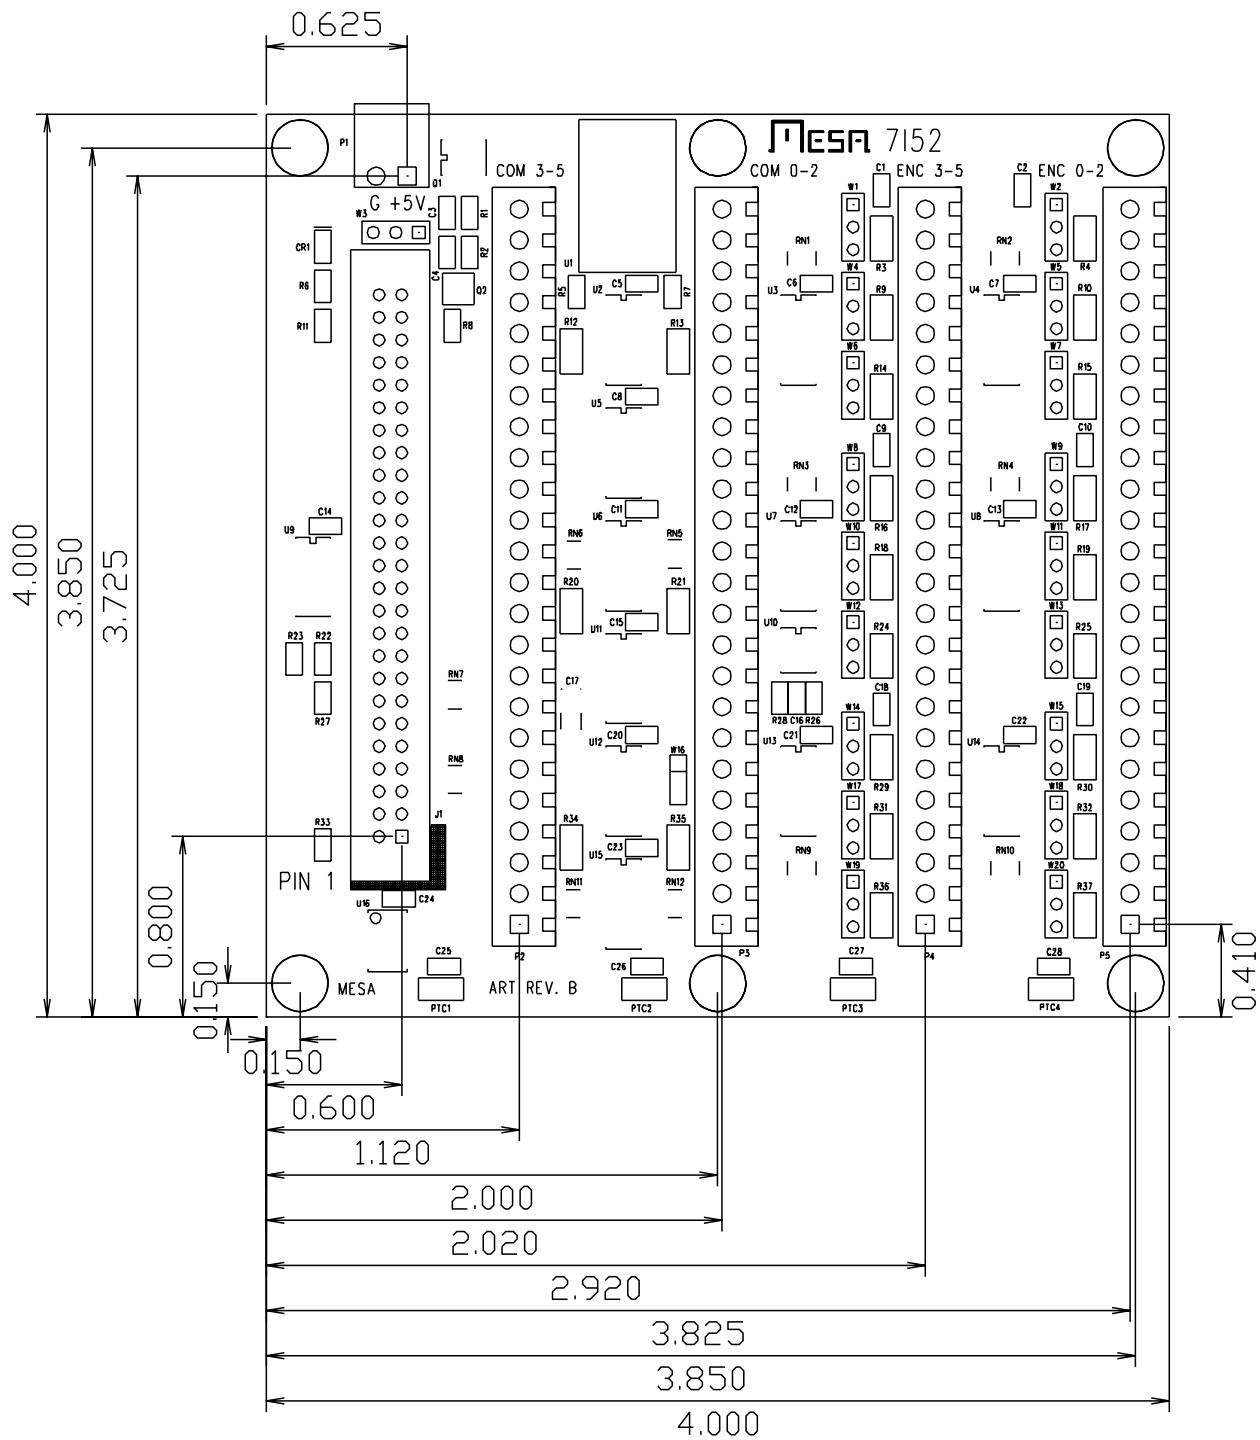 0.625
MESA 7I52
P1
Q1
COM 3-5
COM 0-2
ENC 3-5
ENC 0-2
C1
C2
G +5V
W3
C3
R1
W1
W2
CR1
C4
R2
U1
RN1
R3
RN2
R4
R6
Q2
R5
U2
C5
R7
U3
C6
W4
R9
U4
C7
W5
R10
R11
R8
R12
R13
W6
R14
W7
R15
U5
C8
C9
C10
W8
W9
RN3
RN4
U9
C14
U6
C11
U7
C12
R16
U8
C13
R17
RN6
RN5
W10
R18
W11
R19
4.000
3.850
3.725
R20
R21
W12
R24
W13
R25
U11
C15
U10
R23
R22
RN7
C17
R27
C18
C19
R28
C16
R26
W14
W15
U12
C20
U13
C21
U14
C22
W16
RN8
R29
R30
W17
R31
W18
R32
J1
R33
R34
R35
U15
C23
RN9
RN10
W19
W20
PIN 1
RN11
RN12
R36
R37
U16
C24
0.800
0.150
0.410
P2
P3
P4
P5
C25
C26
C27
C28
MESA
ART REV. B
PTC1
PTC2
PTC3
PTC4
0.150
0.600
1.120
2.000
2.020
2.920
3.825
3.850
4.000